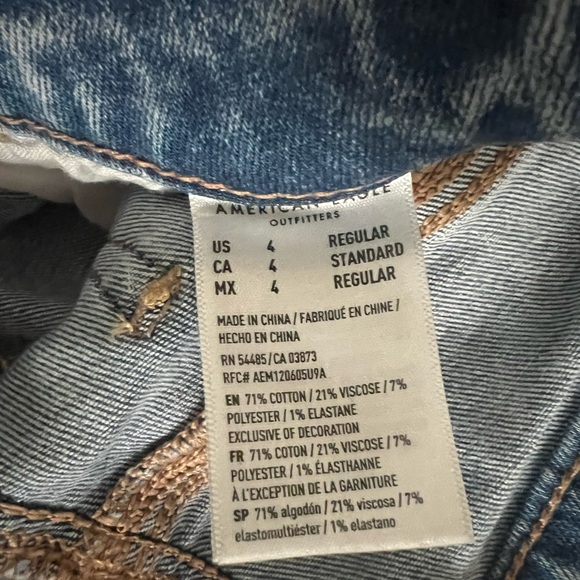 AMERICAN EAGLE
OUTFITTERS
US 4 REGULAR
CA 4 STANDARD
MX 4 REGULAR
MADE IN CHINA / FABRIQUÉ EN CHINE /
HECHO EN CHINA
RN 54485/CA 03873
RFC# AEM120605U9A
EN 71% COTTON / 21% VISCOSE / 7%
POLYESTER / 1% ELASTANE
EXCLUSIVE OF DECORATION
FR 71% COTON / 21% VISCOSE / 7%
POLYESTER / 1% ÉLASTHANNE
À L'EXCEPTION DE LA GARNITURE
SP 71% algodón / 21% viscosa / 7%
elastomultiéster / 1% elastano